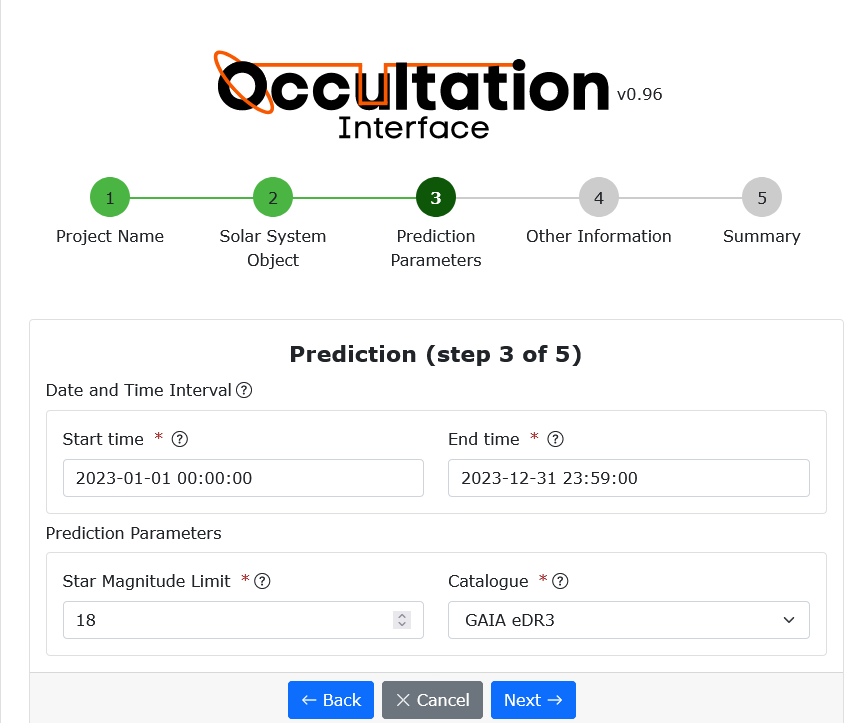 Occultation
Interface
v0.96
1 2 3 4 5
Project Name Solar System Prediction Other Information Summary
Object Parameters
Prediction (step 3 of 5)
Date and Time Interval ?
Start time * ? End time * ?
2023-01-01 00:00:00 2023-12-31 23:59:00
Prediction Parameters
Star Magnitude Limit * ? Catalogue * ?
18 GAIA eDR3
← Back × Cancel Next →